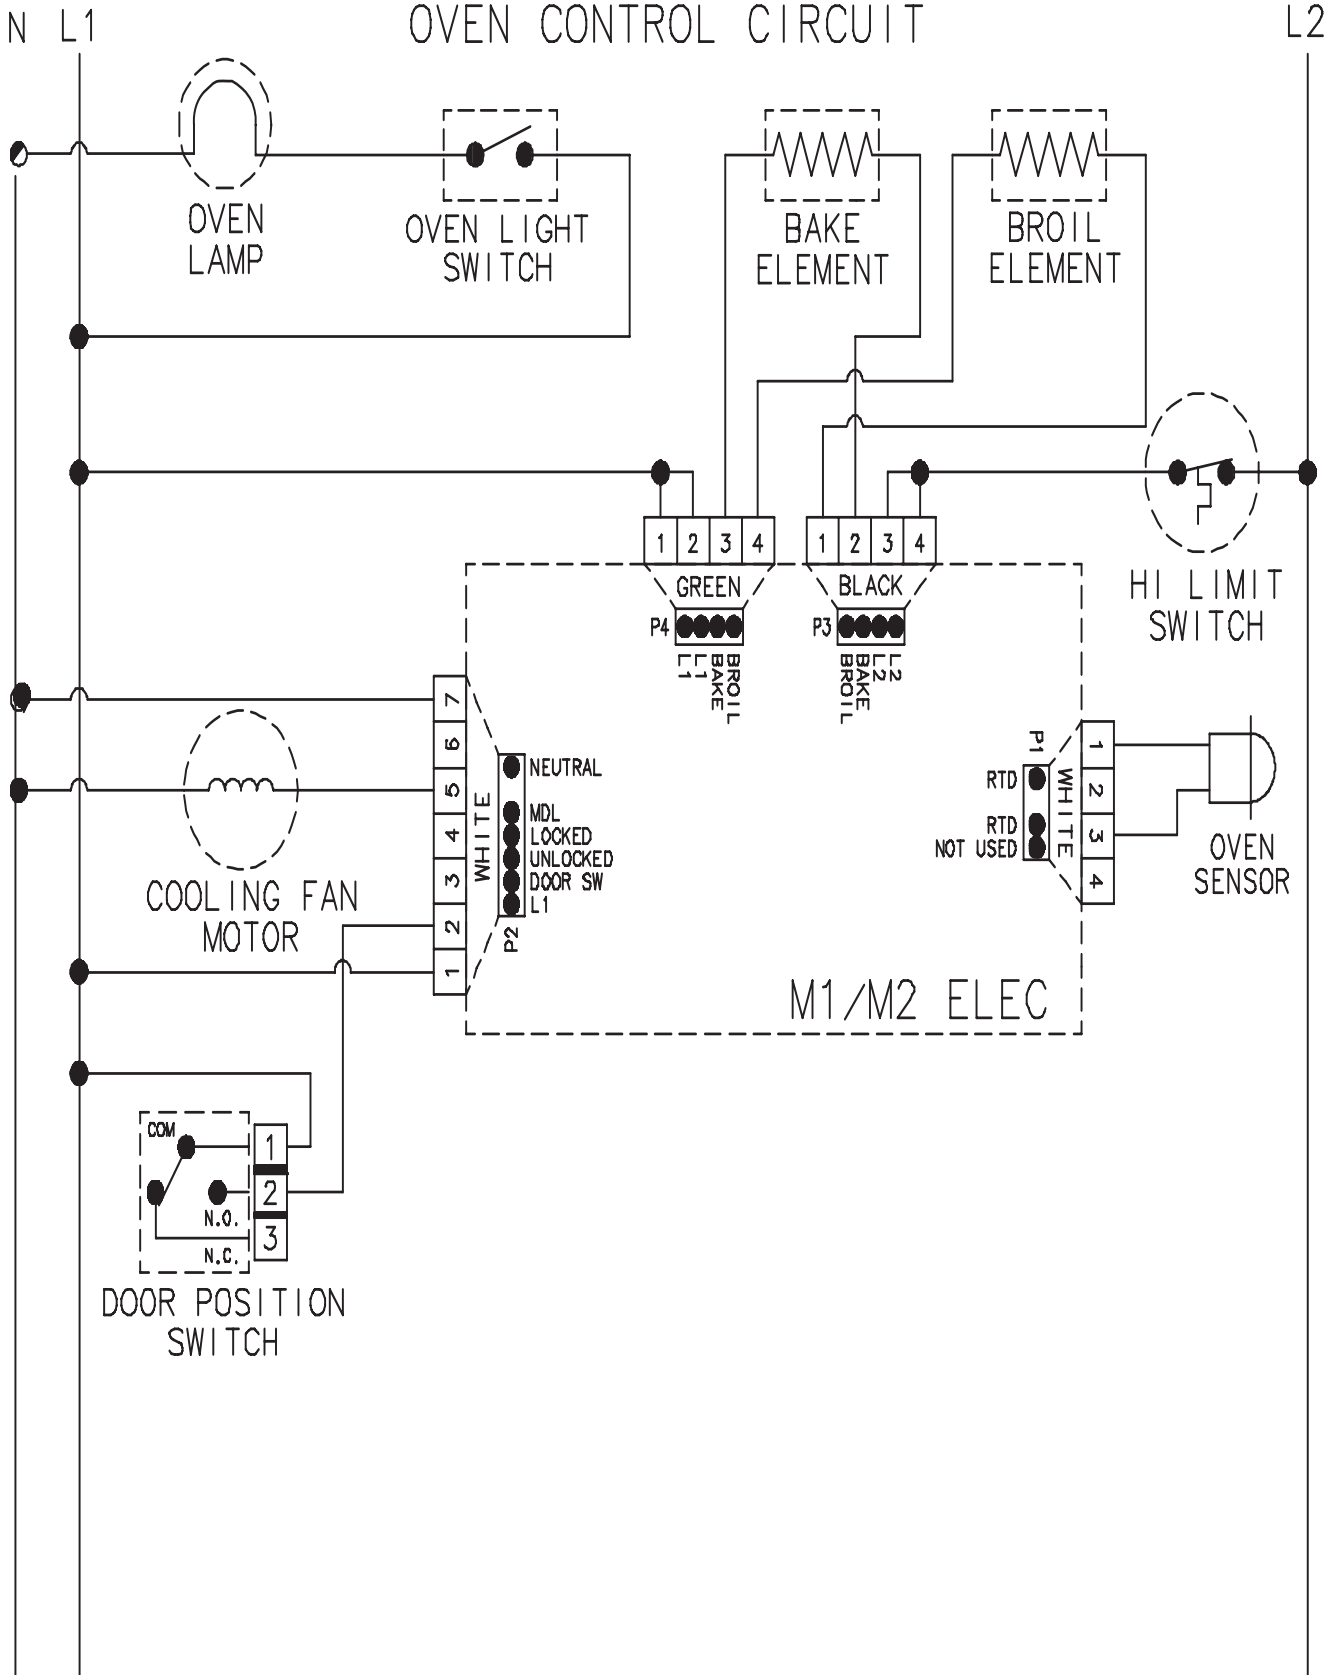 OVEN CONTROL CIRCUIT
N L1
L2
OVEN
LAMP
OVEN LIGHT
SWITCH
BAKE
ELEMENT
BROIL
ELEMENT
HI LIMIT
SWITCH
1 2 3 4
GREEN
P4
L1
L1
BAKE
BROIL
1 2 3 4
BLACK
P3
BROIL
BAKE
L2
L2
7
6
5
4
3
2
1
WHITE
NEUTRAL
MDL
LOCKED
UNLOCKED
DOOR SW
L1
P2
P1
RTD
RTD
NOT USED
WHITE
1
2
3
4
OVEN
SENSOR
COOLING FAN
MOTOR
M1/M2 ELEC
COM
N.O.
N.C.
1
2
3
DOOR POSITION
SWITCH